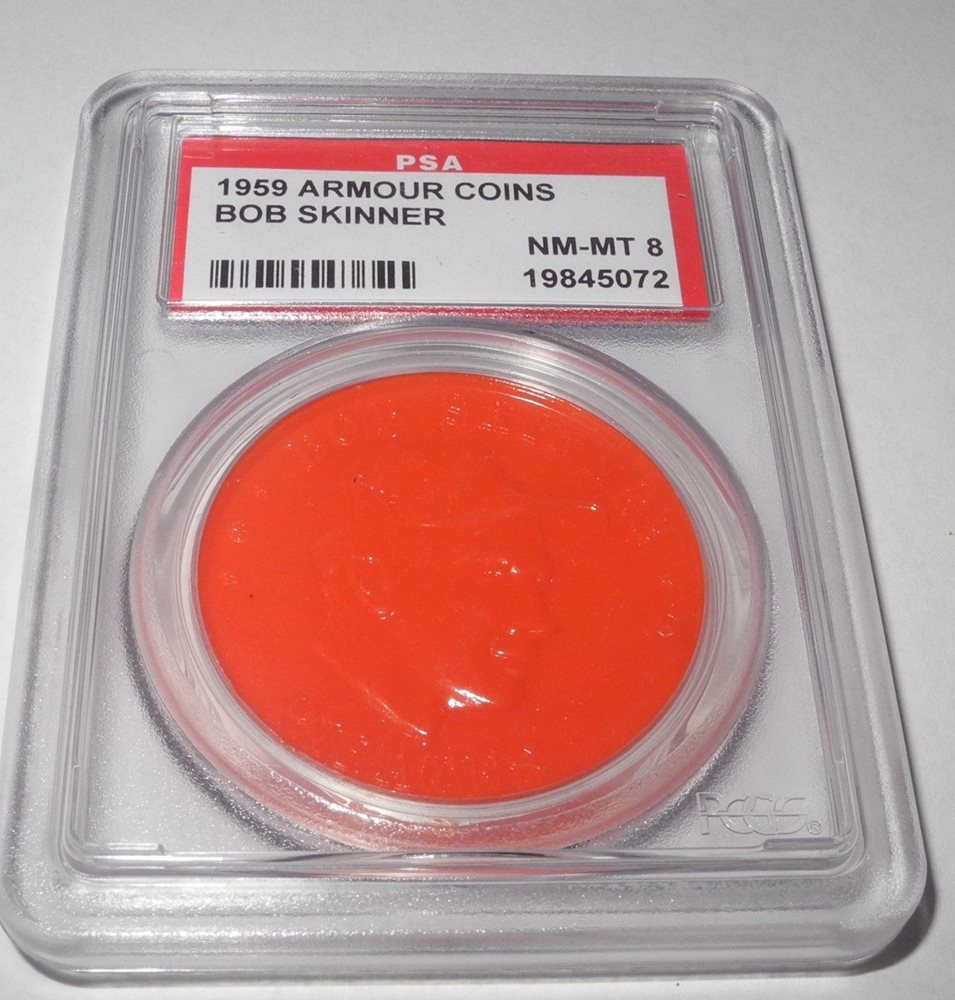 PSA
1959 ARMOUR COINS
BOB SKINNER
NM-MT 8
19845072
PCGS®